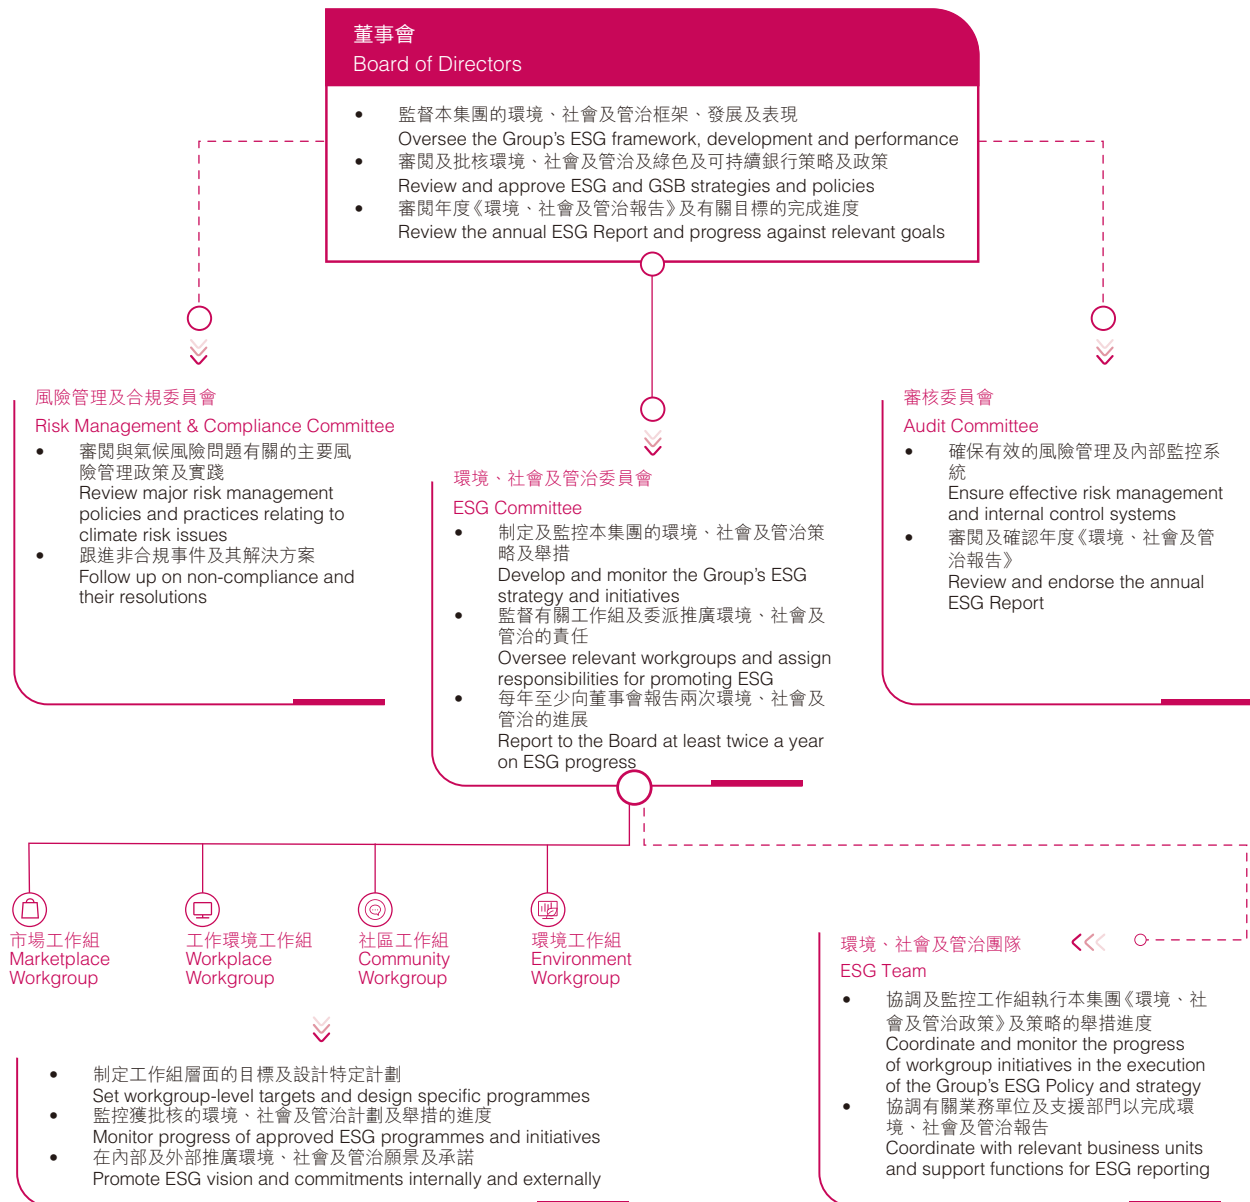 董事會
Board of Directors
• 監督本集團的環境、社會及管治框架、發展及表現
Oversee the Group's ESG framework, development and performance
• 審閱及批核環境、社會及管治及綠色及可持續銀行策略及政策
Review and approve ESG and GSB strategies and policies
• 審閱年度《環境、社會及管治報告》及有關目標的完成進度
Review the annual ESG Report and progress against relevant goals
風險管理及合規委員會
Risk Management & Compliance Committee
• 審閱與氣候風險問題有關的主要風
險管理政策及實踐
Review major risk management
policies and practices relating to
climate risk issues
• 跟進非合規事件及其解決方案
Follow up on non-compliance and
their resolutions
環境、社會及管治委員會
ESG Committee
• 制定及監控本集團的環境、社會及管治策
略及舉措
Develop and monitor the Group's ESG
strategy and initiatives
• 監督有關工作組及委派推廣環境、社會及
管治的責任
Oversee relevant workgroups and assign
responsibilities for promoting ESG
• 每年至少向董事會報告兩次環境、社會及
管治的進展
Report to the Board at least twice a year
on ESG progress
審核委員會
Audit Committee
• 確保有效的風險管理及內部監控系
統
Ensure effective risk management
and internal control systems
• 審閱及確認年度《環境、社會及管
治報告》
Review and endorse the annual
ESG Report
市場工作組
Marketplace
Workgroup
工作環境工作組
Workplace
Workgroup
社區工作組
Community
Workgroup
環境工作組
Environment
Workgroup
• 制定工作組層面的目標及設計特定計劃
Set workgroup-level targets and design specific programmes
• 監控獲批核的環境、社會及管治計劃及舉措的進度
Monitor progress of approved ESG programmes and initiatives
• 在內部及外部推廣環境、社會及管治願景及承諾
Promote ESG vision and commitments internally and externally
環境、社會及管治團隊
ESG Team
• 協調及監控工作組執行本集團《環境、社
會及管治政策》及策略的舉措進度
Coordinate and monitor the progress
of workgroup initiatives in the execution
of the Group's ESG Policy and strategy
• 協調有關業務單位及支援部門以完成環
境、社會及管治報告
Coordinate with relevant business units
and support functions for ESG reporting